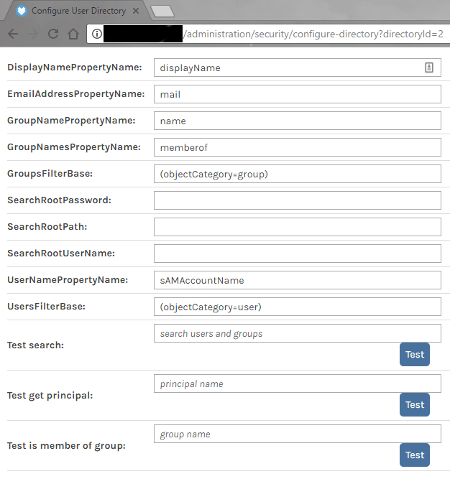 Configure User Directory
/administration/security/configure-directory?directoryId=2
DisplayNamePropertyName: displayName
EmailAddressPropertyName: mail
GroupNamePropertyName: name
GroupNamesPropertyName: memberof
GroupsFilterBase: (objectCategory=group)
SearchRootPassword:
SearchRootPath:
SearchRootUserName:
UserNamePropertyName: sAMAccountName
UsersFilterBase: (objectCategory=user)
Test search: search users and groups
Test
Test get principal: principal name
Test
Test is member of group: group name
Test